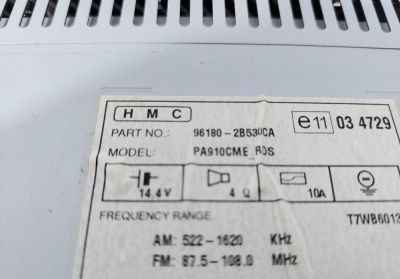 HMC
e11 03 4729
PART NO.: 96180-2B530CA
MODEL: PA910CME_RDS
14.4V 4 Ω 10A
FREQUENCY RANGE T7WB6013
AM: 522-1620 KHz
FM: 87.5-108.0 MHz